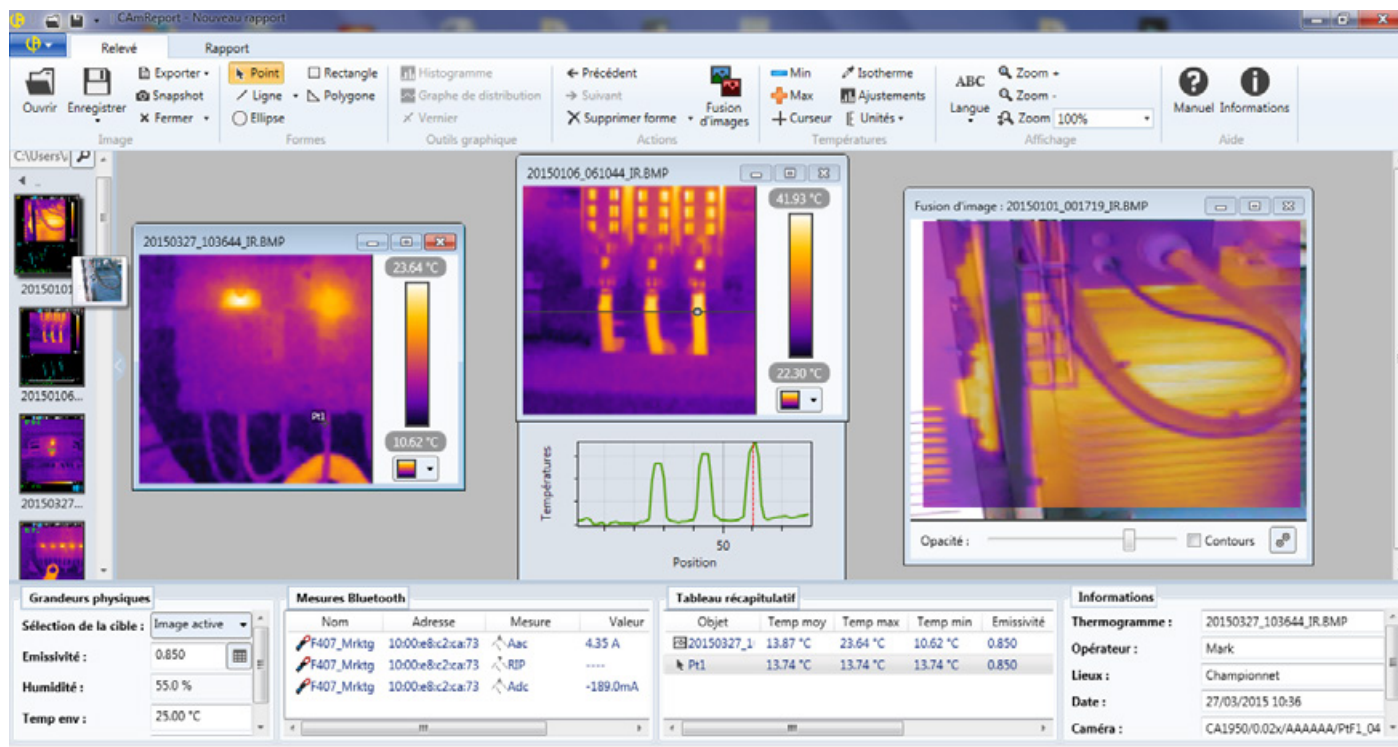 CAmReport - Nouveau rapport
Relevé Rapport
Ouvrir
Enregistrer
Exporter
Snapshot
Fermer
Image
Point
Ligne
Ellipse
Rectangle
Polygone
Formes
Histogramme
Graphe de distribution
Vernier
Outils graphique
Précédent
Suivant
Supprimer forme
Fusion
d'images
Actions
Min
Max
Curseur
Isotherme
Ajustements
Unités
Températures
ABC
Langue
Zoom +
Zoom -
Zoom 100%
Affichage
Manuel
Informations
Aide
C:\Users\
20150101
20150106...
20150327...
20150327_103644_IR.BMP
23.64 °C
Pt1
10.62 °C
20150106_061044_IR.BMP
41.93 °C
22.30 °C
Températures
50
Position
Fusion d'image : 20150101_001719_IR.BMP
Opacité :
Contours
Grandeurs physiques
Sélection de la cible : Image active
Emissivité : 0.850
Humidité : 55.0 %
Temp env : 25.00 °C
Mesures Bluetooth
Nom Adresse Mesure Valeur
F407_Mrktg 10:00:e8:c2:ca:73 Aac 4.35 A
F407_Mrktg 10:00:e8:c2:ca:73 RIP ----
F407_Mrktg 10:00:e8:c2:ca:73 Adc -189.0mA
Tableau récapitulatif
Objet Temp moy Temp max Temp min Emissivité
20150327_1 13.87 °C 23.64 °C 10.62 °C 0.850
Pt1 13.74 °C 13.74 °C 13.74 °C 0.850
Informations
Thermogramme : 20150327_103644_IR.BMP
Opérateur : Mark
Lieux : Championnet
Date : 27/03/2015 10:36
Caméra : CA1950/0.02x/AAAAAA/PtF1_04